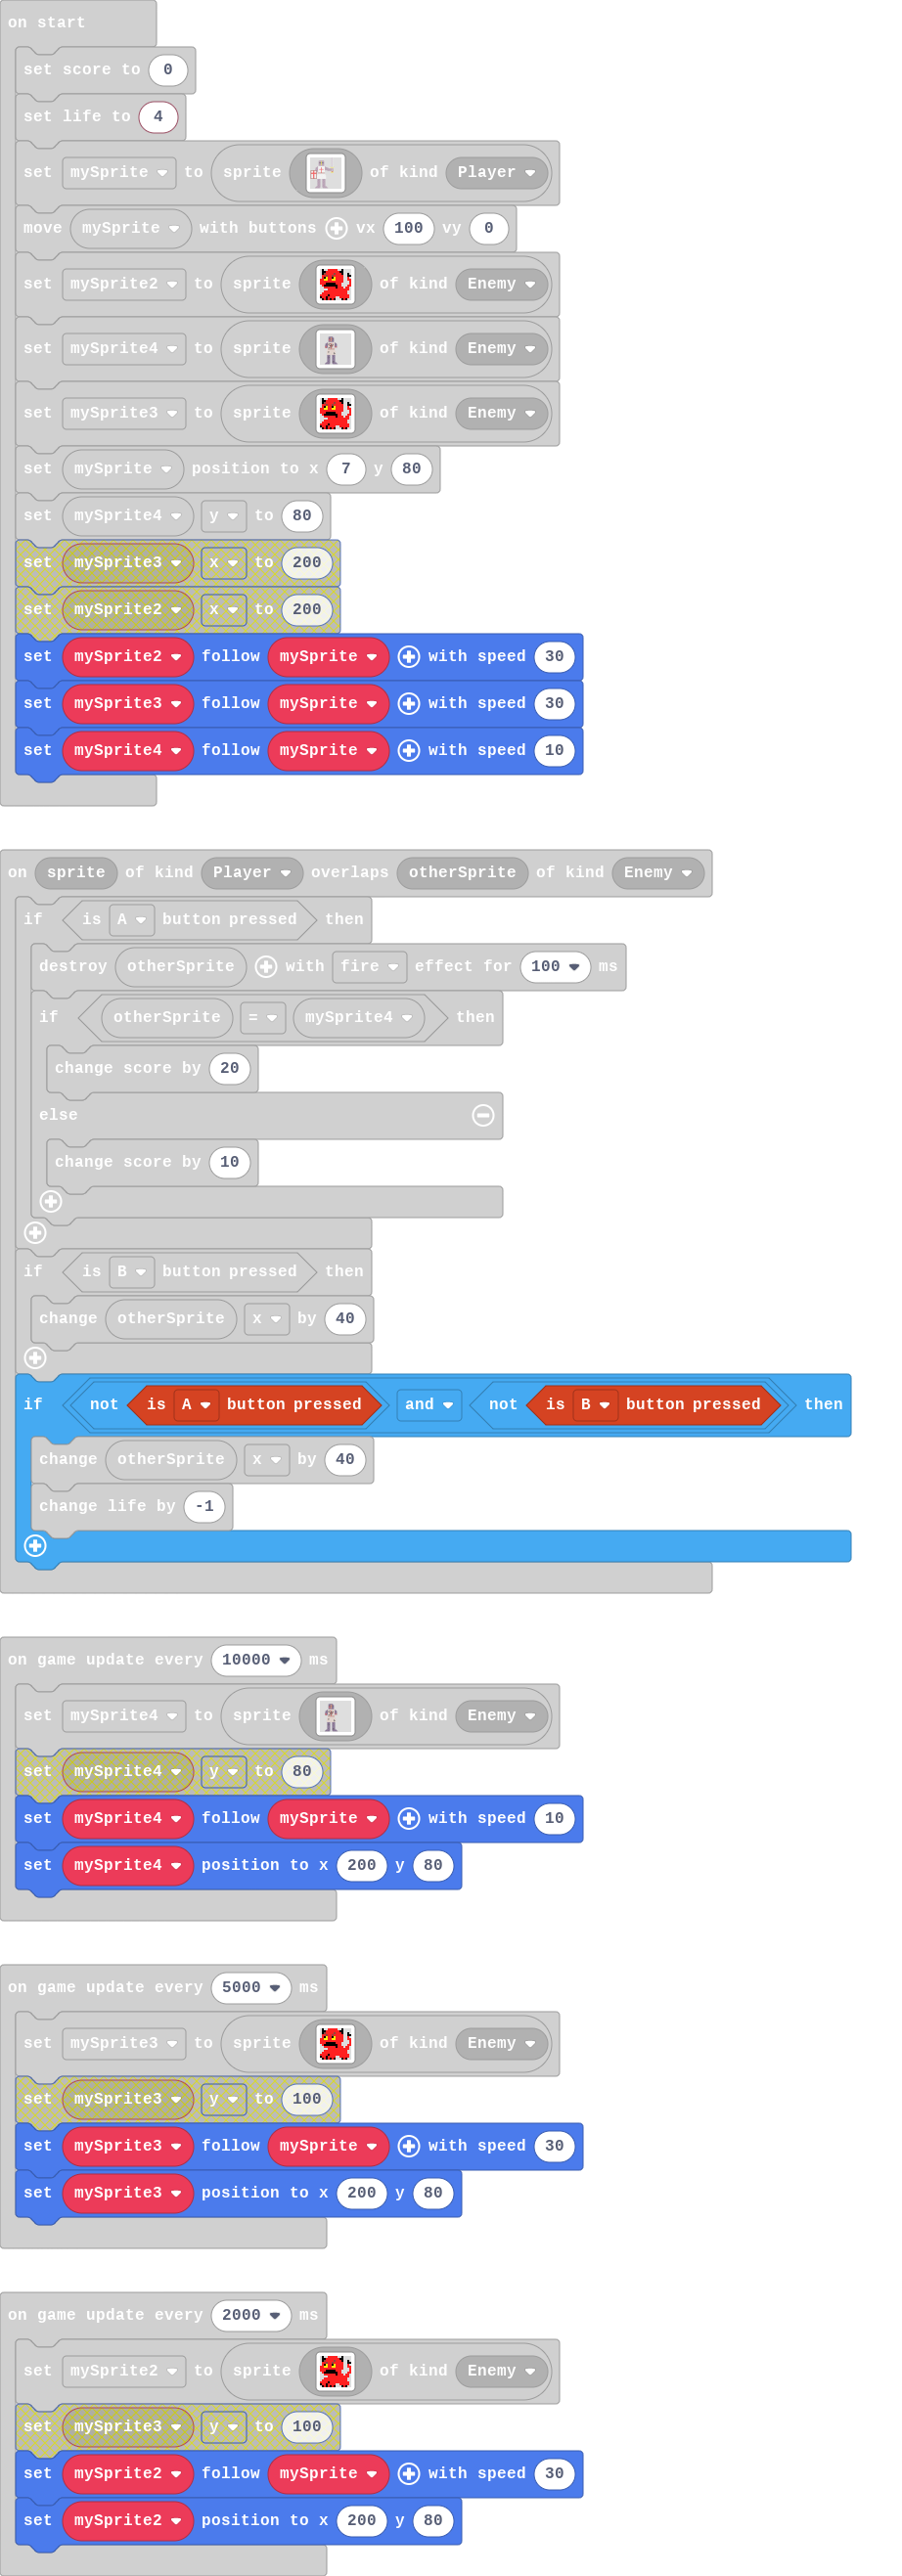 on start
set score to 0
set life to 4
set mySprite to sprite of kind Player
move mySprite with buttons vx 100 vy 0
set mySprite2 to sprite of kind Enemy
set mySprite4 to sprite of kind Enemy
set mySprite3 to sprite of kind Enemy
set mySprite position to x 7 y 80
set mySprite4 y to 80
set mySprite3 x to 200
set mySprite2 x to 200
set mySprite2 follow mySprite with speed 30
set mySprite3 follow mySprite with speed 30
set mySprite4 follow mySprite with speed 10
on sprite of kind Player overlaps otherSprite of kind Enemy
if is A button pressed then
destroy otherSprite with fire effect for 100 ms
if otherSprite = mySprite4 then
change score by 20
else
change score by 10
if is B button pressed then
change otherSprite x by 40
if not is A button pressed and not is B button pressed then
change otherSprite x by 40
change life by -1
on game update every 10000 ms
set mySprite4 to sprite of kind Enemy
set mySprite4 y to 80
set mySprite4 follow mySprite with speed 10
set mySprite4 position to x 200 y 80
on game update every 5000 ms
set mySprite3 to sprite of kind Enemy
set mySprite3 y to 100
set mySprite3 follow mySprite with speed 30
set mySprite3 position to x 200 y 80
on game update every 2000 ms
set mySprite2 to sprite of kind Enemy
set mySprite3 y to 100
set mySprite2 follow mySprite with speed 30
set mySprite2 position to x 200 y 80